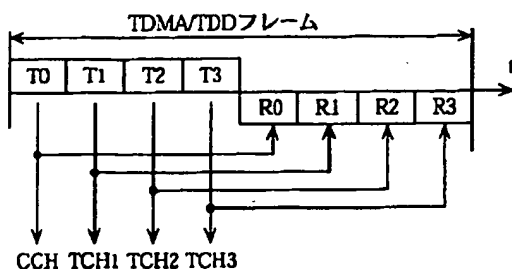 TDMA/TDDフレーム
t
T0 T1 T2 T3
R0 R1 R2 R3
CCH TCH1 TCH2 TCH3